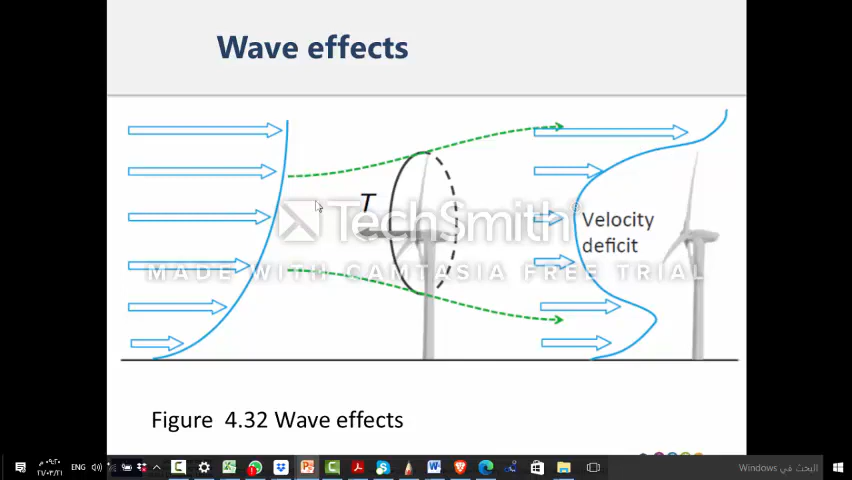 Wave effects
T
TechSmith®
MADE WITH CAMTASIA FREE TRIAL
Velocity
deficit
Figure 4.32 Wave effects
ENG
البحث في Windows